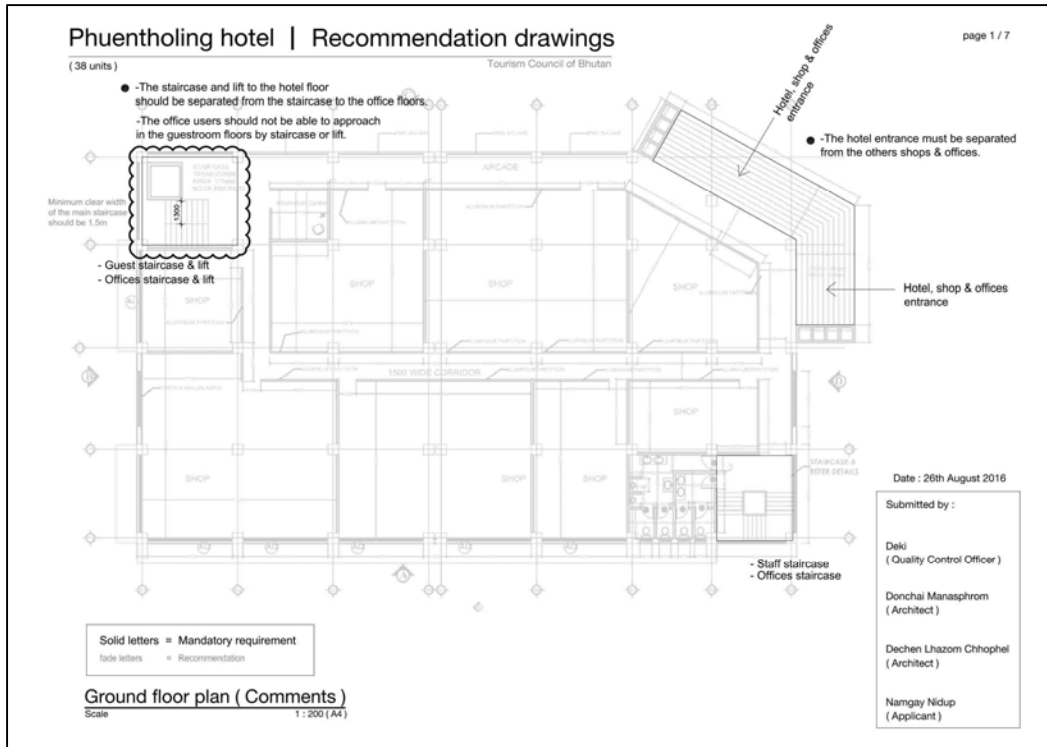 Phuentholing hotel | Recommendation drawings
page 1 / 7
( 38 units )
Tourism Council of Bhutan
-The staircase and lift to the hotel floor
should be separated from the staircase to the office floors.
-The office users should not be able to approach
in the guestroom floors by staircase or lift.
Hotel, shop & offices
entrance
-The hotel entrance must be separated
from the others shops & offices.
Minimum clear width
of the main staircase
should be 1.5m
1300
ARCADE
- Guest staircase & lift
- Offices staircase & lift
SHOP
SHOP
SHOP
SHOP
Hotel, shop & offices
entrance
1500 WIDE CORRIDOR
B
D
SHOP
SHOP
SHOP
SHOP
STAIRCASE &
REFER DETAILS
A
- Staff staircase
- Offices staircase
Date : 26th August 2016
Submitted by :
Deki
( Quality Control Officer )
Donchai Manasphrom
( Architect )
Dechen Lhazom Chhophel
( Architect )
Namgay Nidup
( Applicant )
Solid letters = Mandatory requirement
fade letters = Recommendation
Ground floor plan ( Comments )
Scale 1 : 200 ( A4 )